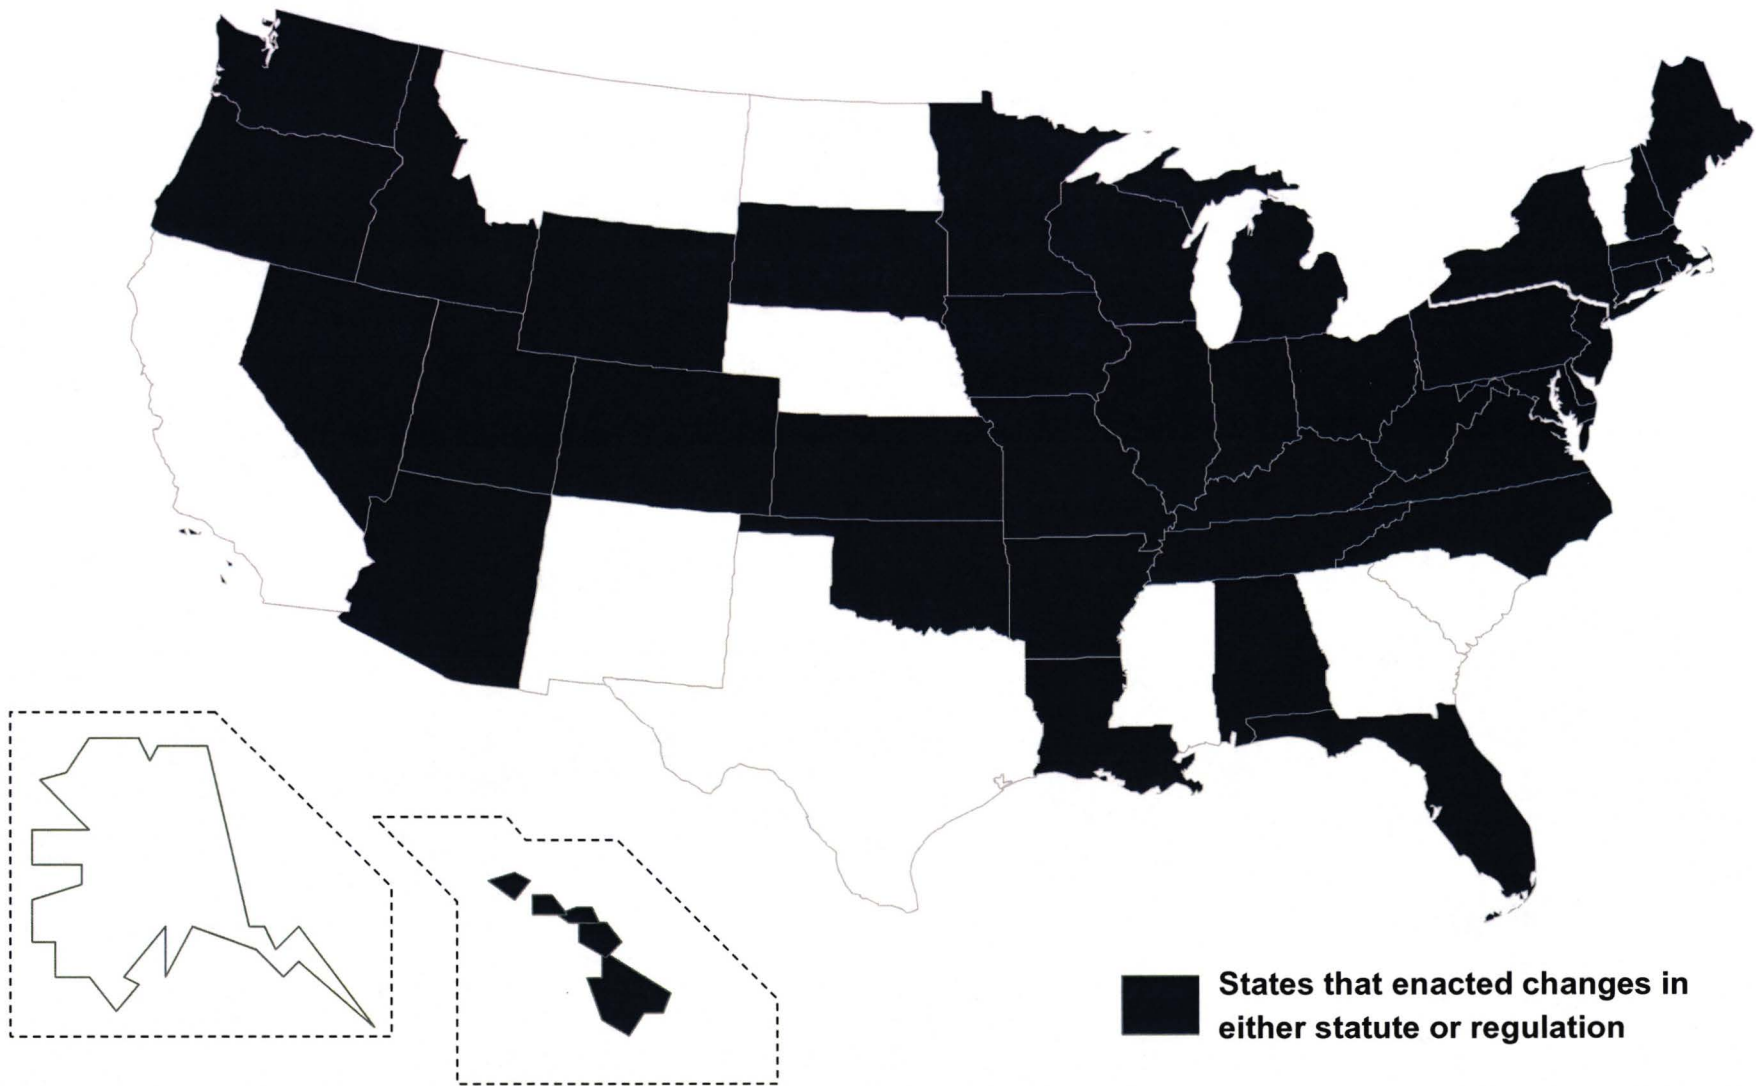 States that enacted changes in
either statute or regulation